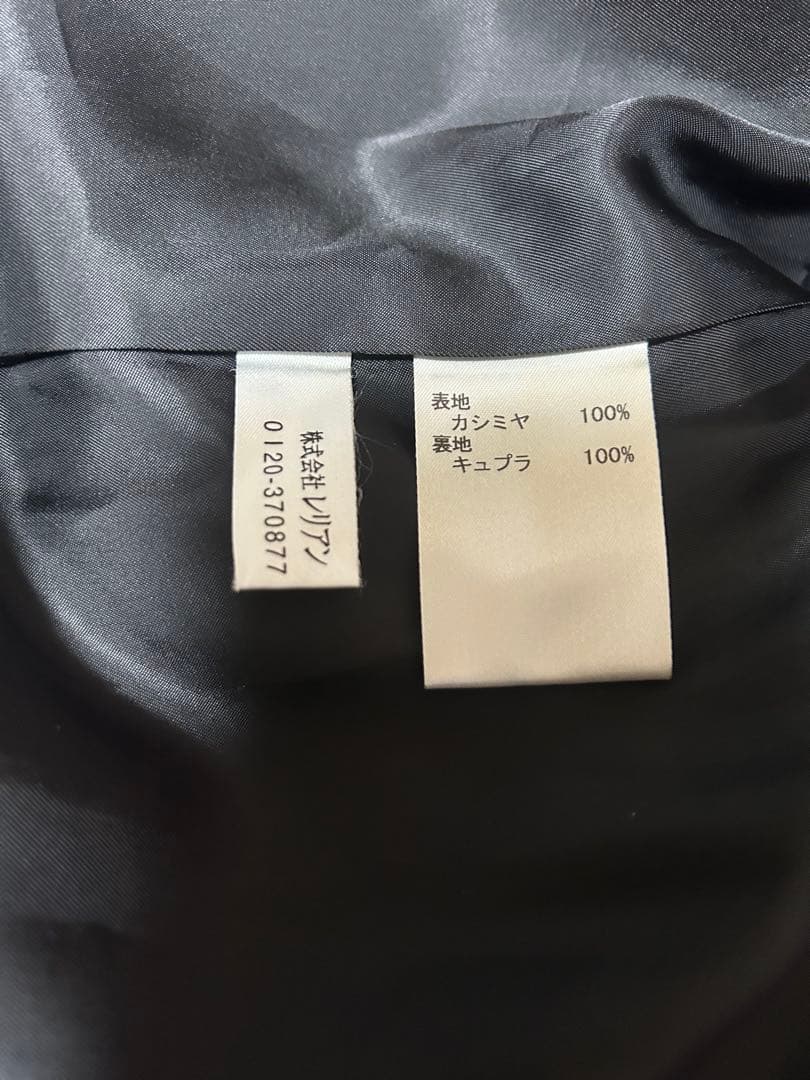 株式会社レリアン
0120-370877
表地
カシミヤ 100%
裏地
キュプラ 100%